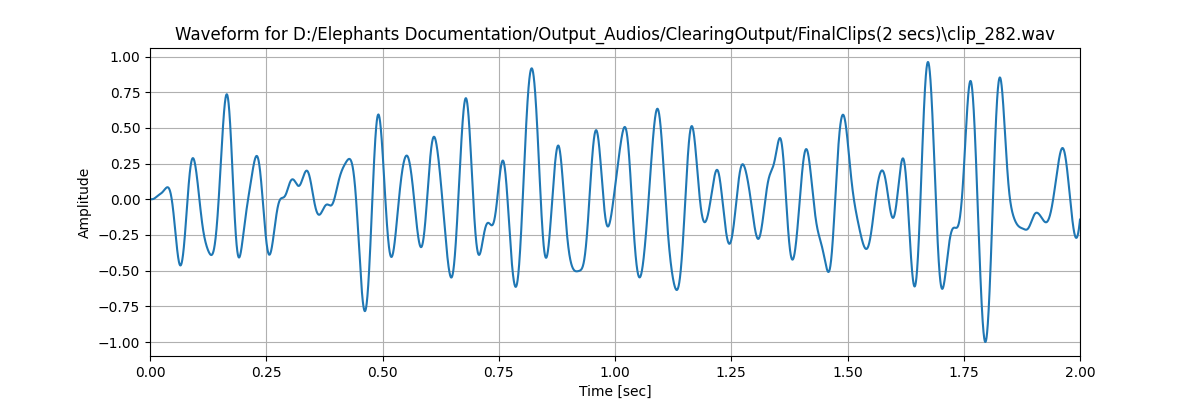 Waveform for D:/Elephants Documentation/Output_Audios/ClearingOutput/FinalClips(2 secs)\clip_282.wav
1.00
0.75
0.50
0.25
0.00
−0.25
−0.50
−0.75
−1.00
Amplitude
0.00 0.25 0.50 0.75 1.00 1.25 1.50 1.75 2.00
Time [sec]